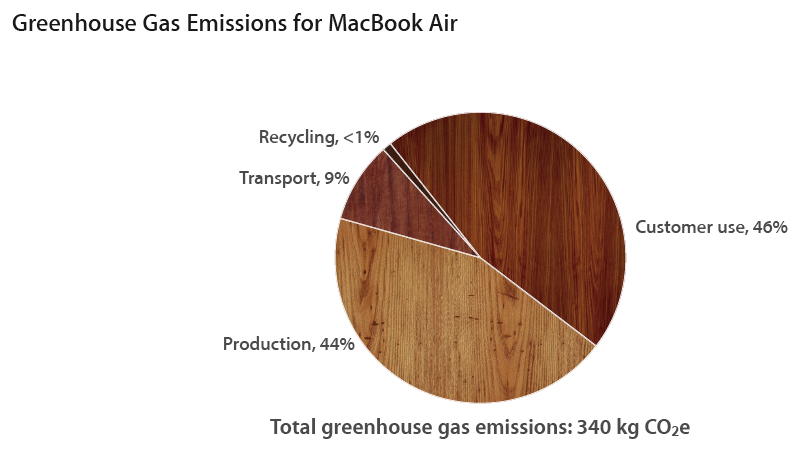 Greenhouse Gas Emissions for MacBook Air
Recycling, <1%
Transport, 9%
Customer use, 46%
Production, 44%
Total greenhouse gas emissions: 340 kg CO₂e